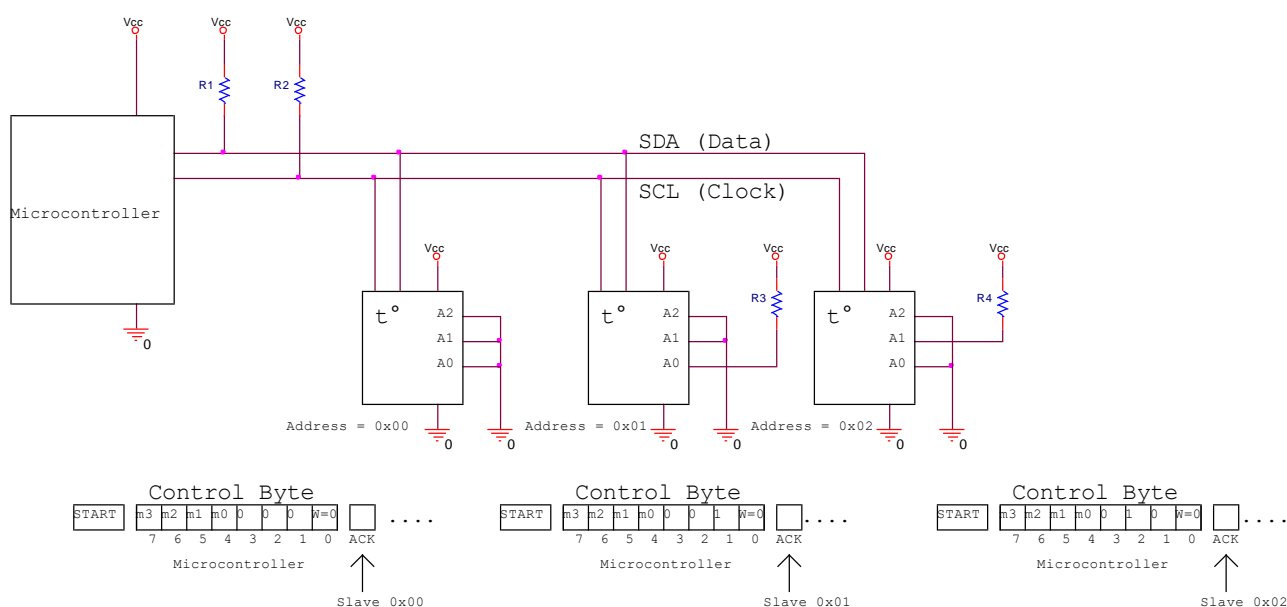 Vcc Vcc Vcc
R1 R2
SDA (Data)
SCL (Clock)
Microcontroller
Vcc Vcc Vcc
R3 R4
t° A2 t° A2 t° A2
A1 A1 A1
0
A0 A0 A0
Address = 0x00 Address = 0x01 Address = 0x02
0 0 0 0 0 0
Control Byte Control Byte Control Byte
START m3 m2 m1 m0 0 0 0 W=0 .... START m3 m2 m1 m0 0 0 1 W=0 .... START m3 m2 m1 m0 0 1 0 W=0 ....
7 6 5 4 3 2 1 0 ACK 7 6 5 4 3 2 1 0 ACK 7 6 5 4 3 2 1 0 ACK
Microcontroller Microcontroller Microcontroller
Slave 0x00 Slave 0x01 Slave 0x02